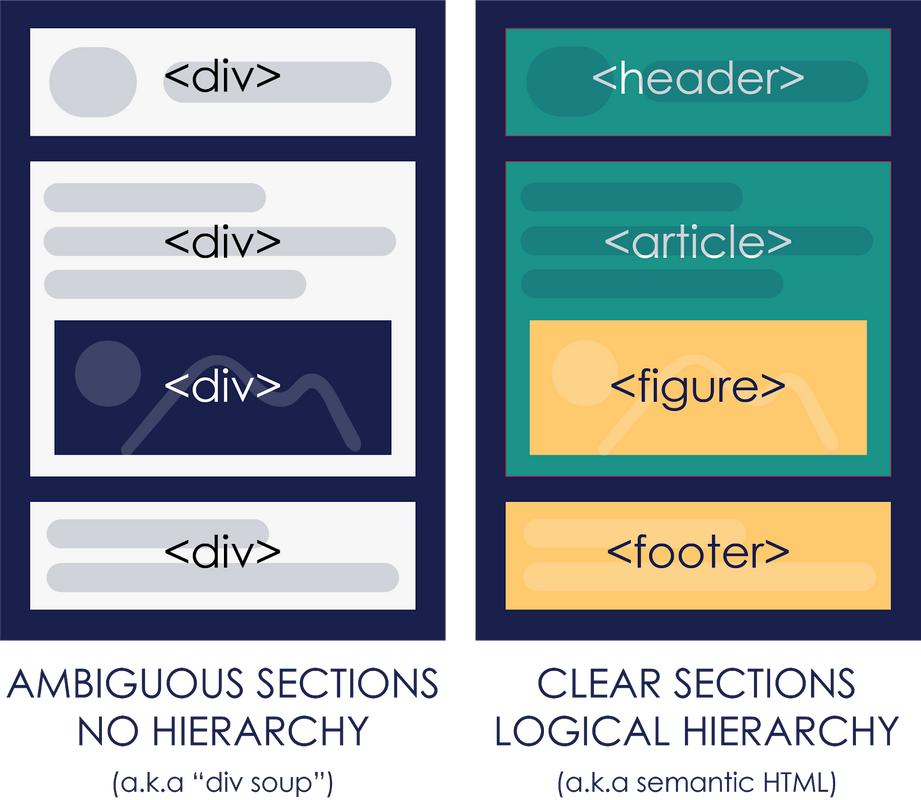 <div>
<div>
<div>
<div>
AMBIGUOUS SECTIONS
NO HIERARCHY
(a.k.a “div soup”)
<header>
<article>
<figure>
<footer>
CLEAR SECTIONS
LOGICAL HIERARCHY
(a.k.a semantic HTML)